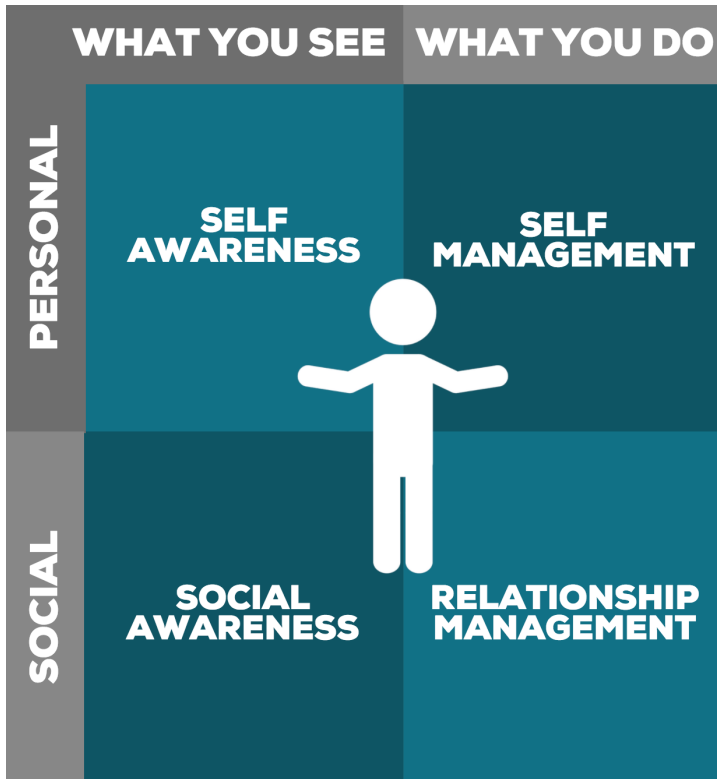 WHAT YOU SEE
WHAT YOU DO
PERSONAL
SELF
AWARENESS
SELF
MANAGEMENT
SOCIAL
SOCIAL
AWARENESS
RELATIONSHIP
MANAGEMENT